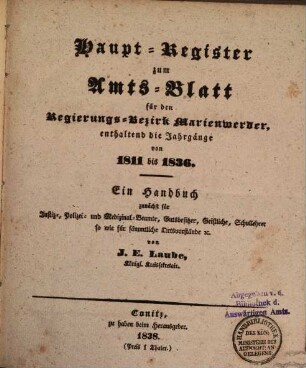 Haupt-Register
zum
Amts-Blatt
für den
Regierungs-Bezirk Marienwerder,
enthaltend die Jahrgänge
von
1811 bis 1836.
Ein Handbuch
zunächst für
Justiz-, Polizei- und Medizinal-Beamte, Gutsbesitzer, Geistliche, Schullehrer
so wie für sämmtliche Ortsvorstände ꝛc.
von
J. E. Laube,
Königl. Kreissekretair.
Conitz,
zu haben beim Herausgeber.
1838.
(Preis 1 Thaler.)
Abgegeben v. d.
Bibliothek d.
Auswärtigen Amts.